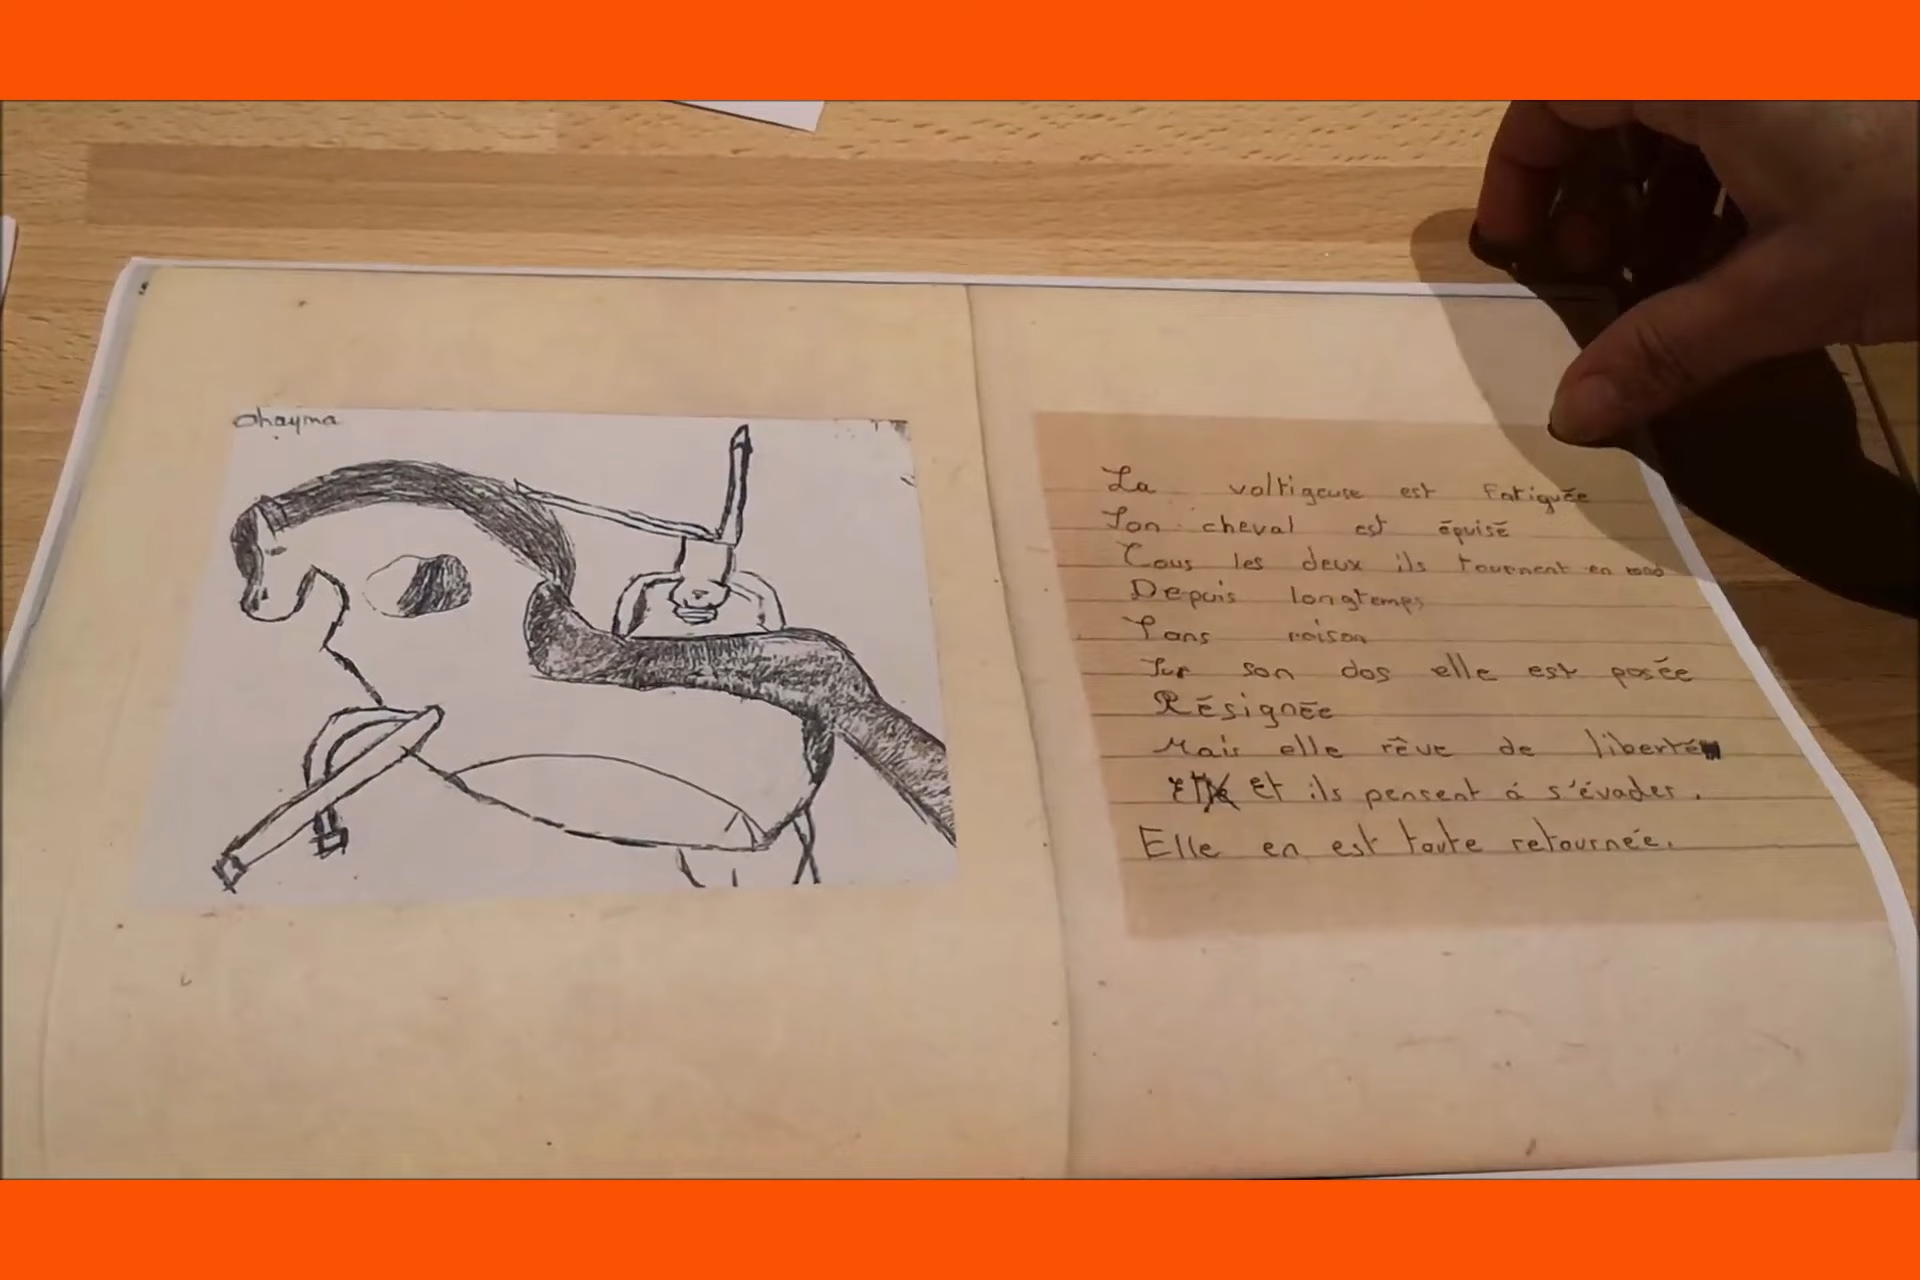 Chayma
La voltigeuse est fatiguée
Son cheval est épuisé
Tous les deux ils tournent en rond
Depuis longtemps
Sans raison
Sur son dos elle est posée
Résignée
Mais elle rêve de liberté
Elle Et ils pensent à s'évader.
Elle en est toute retournée.